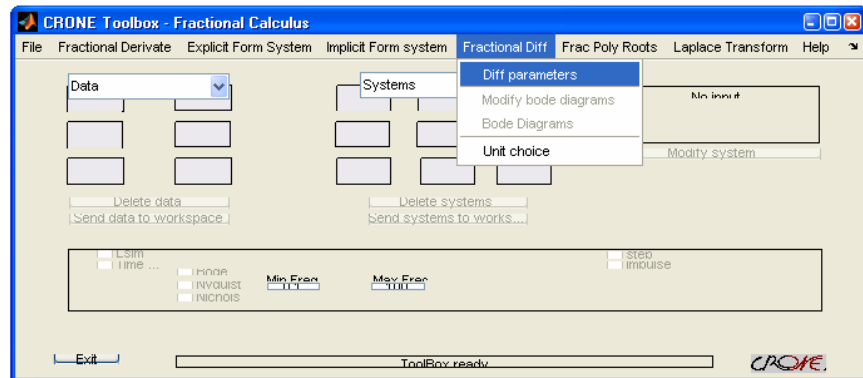 CRONE Toolbox - Fractional Calculus
File Fractional Derivate Explicit Form System Implicit Form system Fractional Diff Frac Poly Roots Laplace Transform Help
Data
Systems
Diff parameters
Modify bode diagrams
Bode Diagrams
Unit choice
No input
Modify system
Delete data
Send data to workspace
Delete systems
Send systems to works...
Lsim
Time ...
Bode
Nyquist
Nichols
Min Freq
Max Freq
step
impulse
Exit
ToolBox ready
CRONE